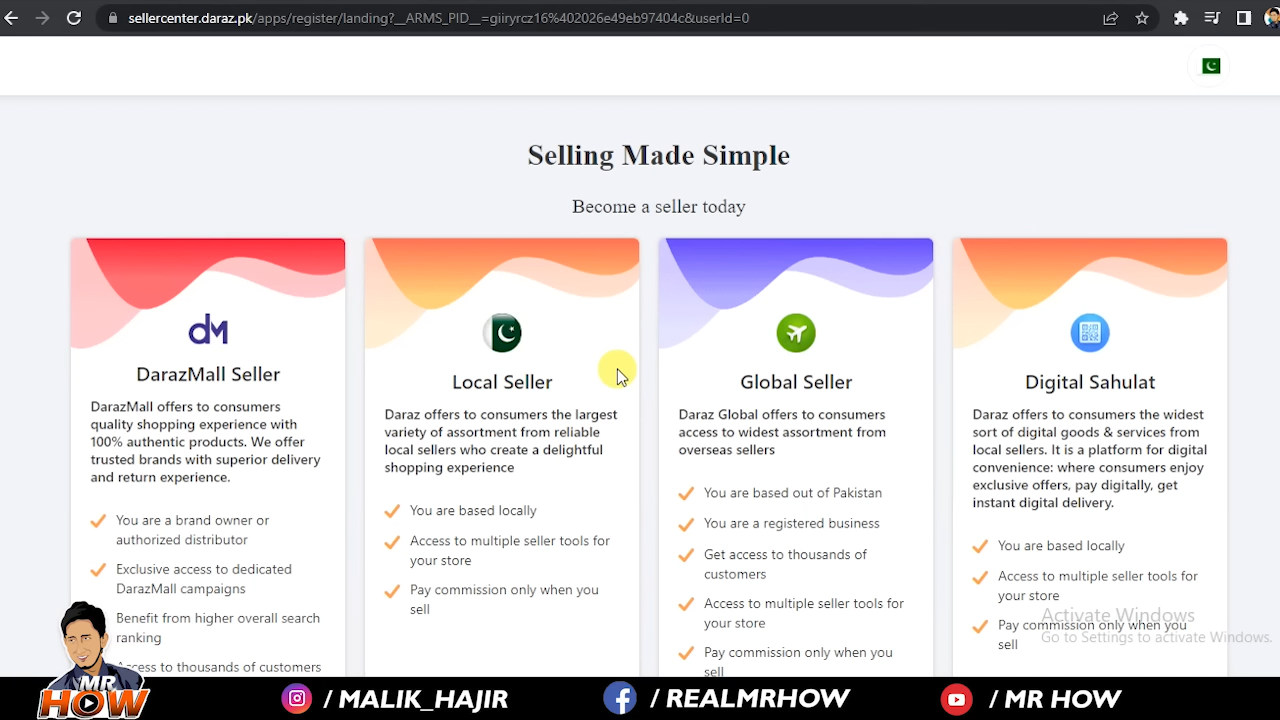 sellercenter.daraz.pk/apps/register/landing?__ARMS_PID__=giiryrcz16%402026e49eb97404c&userId=0
Selling Made Simple
Become a seller today
dM
DarazMall Seller
DarazMall offers to consumers
quality shopping experience with
100% authentic products. We offer
trusted brands with superior delivery
and return experience.
You are a brand owner or
authorized distributor
Exclusive access to dedicated
DarazMall campaigns
Benefit from higher overall search
ranking
Access to thousands of customers
Local Seller
Daraz offers to consumers the largest
variety of assortment from reliable
local sellers who create a delightful
shopping experience
You are based locally
Access to multiple seller tools for
your store
Pay commission only when you
sell
Global Seller
Daraz Global offers to consumers
access to widest assortment from
overseas sellers
You are based out of Pakistan
You are a registered business
Get access to thousands of
customers
Access to multiple seller tools for
your store
Pay commission only when you
sell
Digital Sahulat
Daraz offers to consumers the widest
sort of digital goods & services from
local sellers. It is a platform for digital
convenience: where consumers enjoy
exclusive offers, pay digitally, get
instant digital delivery.
You are based locally
Access to multiple seller tools for
your store
Pay commission only when you
sell
Activate Windows
Go to Settings to activate Windows.
MR
HOW
/ MALIK_HAJIR
/ REALMRHOW
/ MR HOW